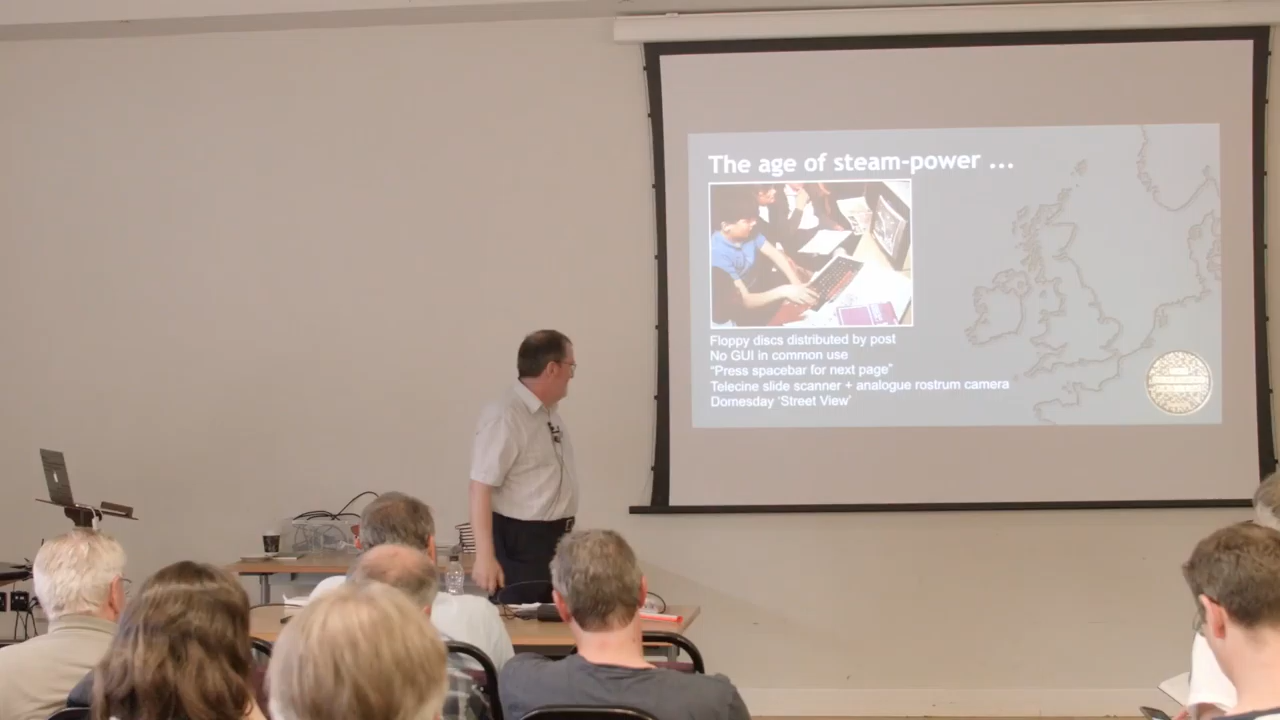 The age of steam-power ...
Floppy discs distributed by post
No GUI in common use
“Press spacebar for next page”
Telecine slide scanner + analogue rostrum camera
Domesday ‘Street View’